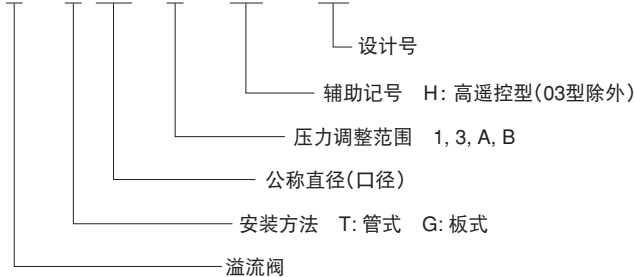 设计号
辅助记号 H: 高遥控型(03型除外)
压力调整范围 1, 3, A, B
公称直径(口径)
安装方法 T: 管式 G: 板式
溢流阀